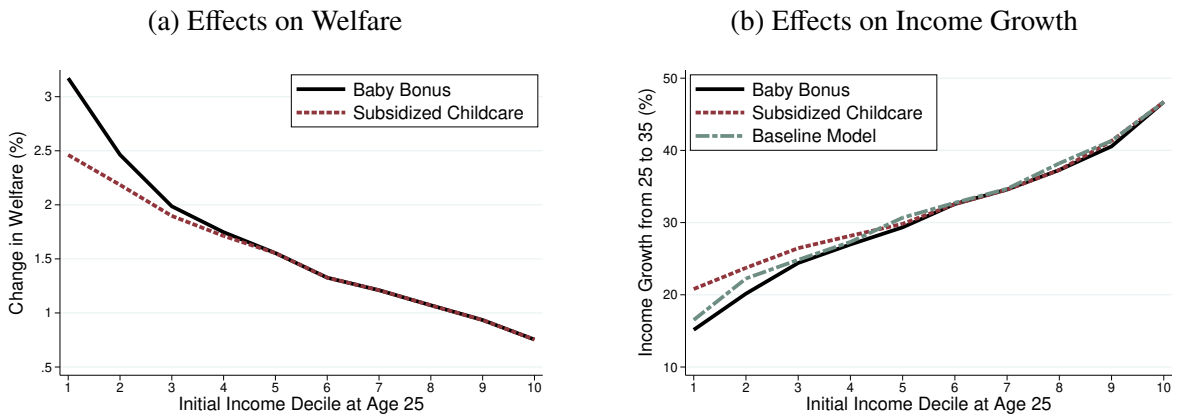 (a) Effects on Welfare
Change in Welfare (%)
3
2.5
2
1.5
1
.5
Baby Bonus
Subsidized Childcare
1 2 3 4 5 6 7 8 9 10
Initial Income Decile at Age 25
(b) Effects on Income Growth
Income Growth from 25 to 35 (%)
50
40
30
20
10
Baby Bonus
Subsidized Childcare
Baseline Model
1 2 3 4 5 6 7 8 9 10
Initial Income Decile at Age 25